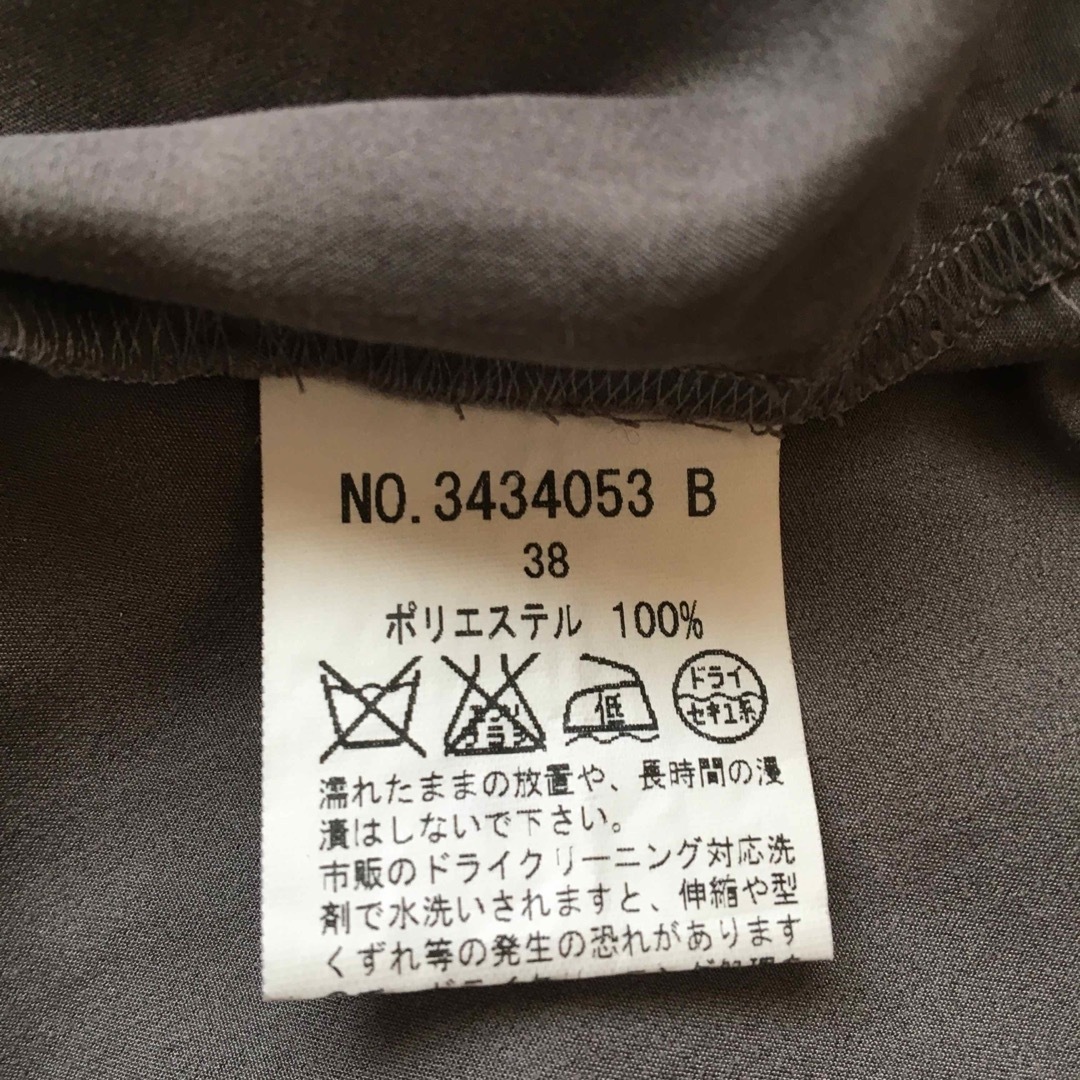 NO.3434053 B
38
ポリエステル 100%
低
ドライ
セキユ系
濡れたままの放置や、長時間の浸
漬はしないで下さい。
市販のドライクリーニング対応洗
剤で水洗いされますと、伸縮や型
くずれ等の発生の恐れがあります